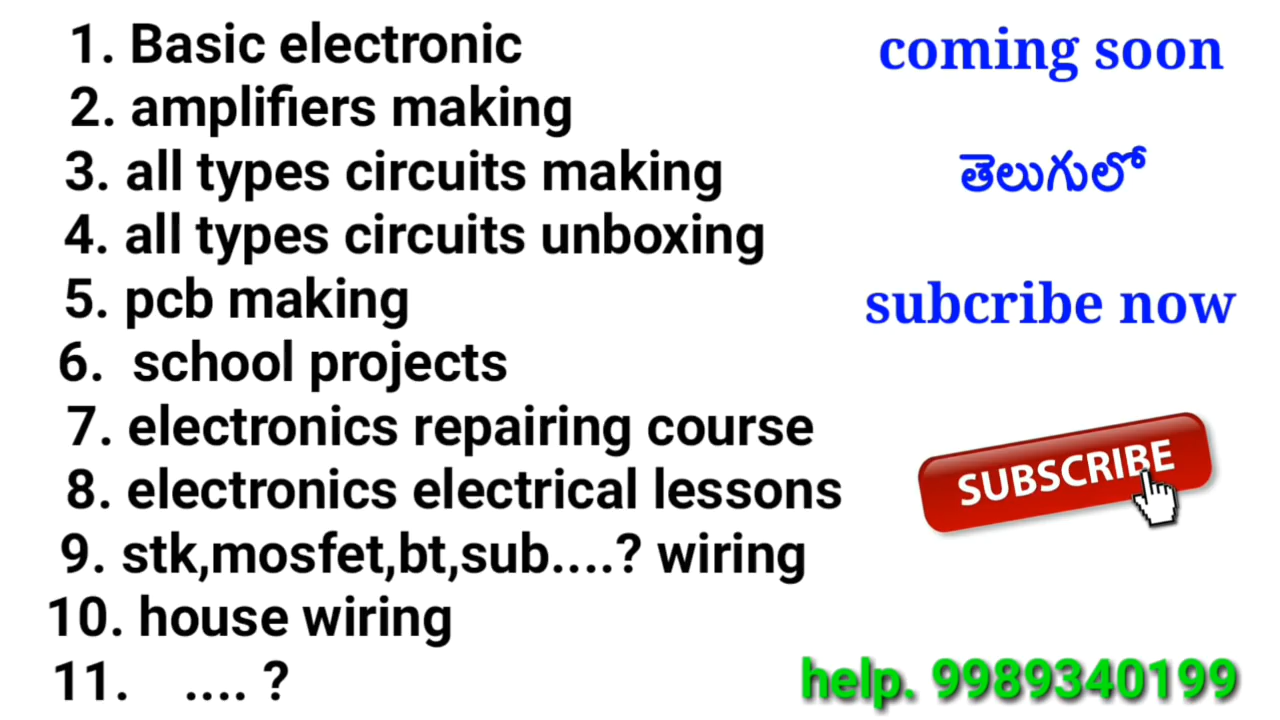 1. Basic electronic
2. amplifiers making
3. all types circuits making
4. all types circuits unboxing
5. pcb making
6. school projects
7. electronics repairing course
8. electronics electrical lessons
9. stk,mosfet,bt,sub....? wiring
10. house wiring
11. .... ?
coming soon
తెలుగులో
subcribe now
SUBSCRIBE
help. 9989340199